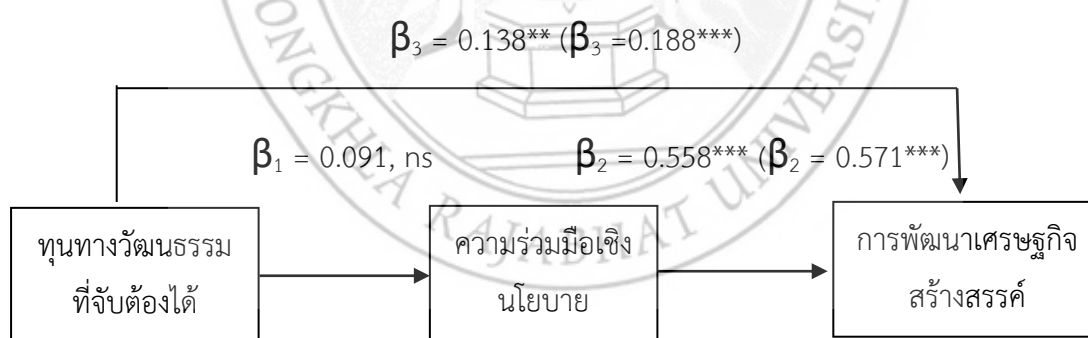 β₃ = 0.138** (β₃ =0.188***)
β₁ = 0.091, ns
β₂ = 0.558*** (β₂ = 0.571***)
ทุนทางวัฒนธรรม
ที่จับต้องได้
ความร่วมมือเชิง
นโยบาย
การพัฒนาเศรษฐกิจ
สร้างสรรค์
RAJABHAT